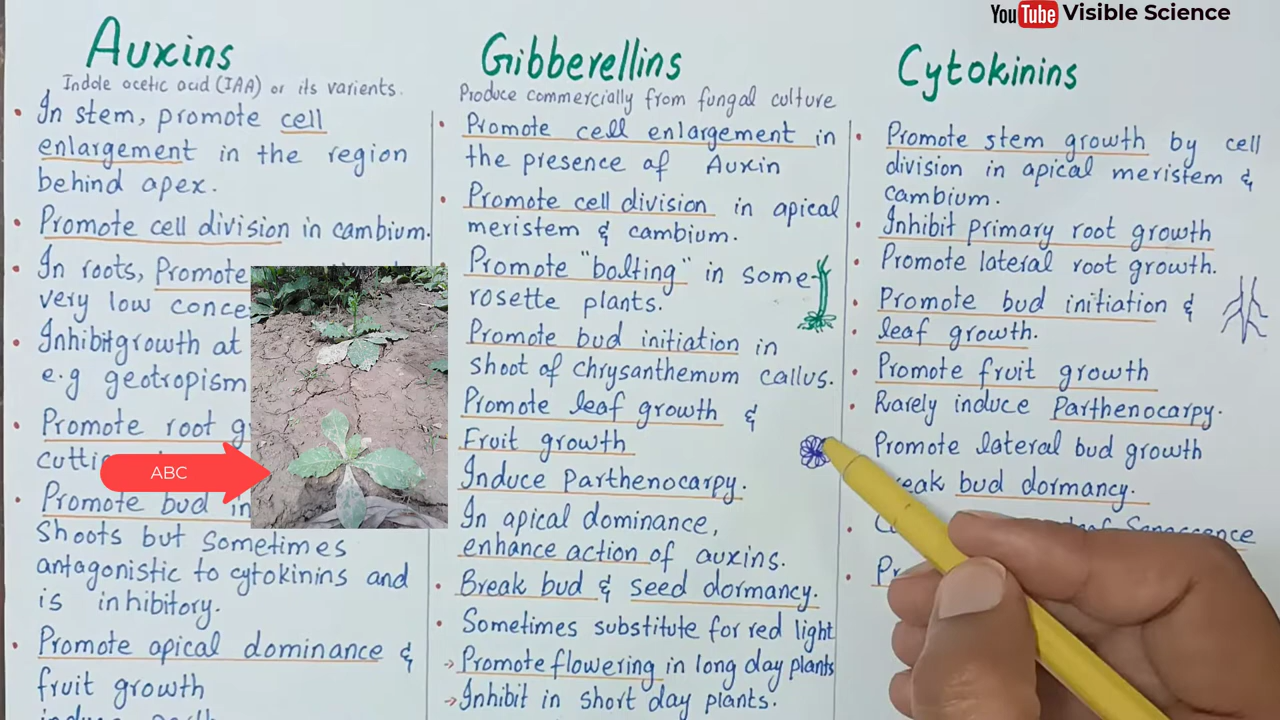 YouTube Visible Science
Auxins
Indole acetic acid (IAA) or its varients.
• In stem, promote cell
enlargement in the region
behind apex.
• Promote cell division in cambium.
• In roots, Promote
very low
• Inhibit growth at
e.g geotropism
• Promote root
ABC
• Promote bud
Shoots but Sometimes
antagonistic to cytokinins and
is inhibitory.
• Promote apical dominance &
fruit growth
Gibberellins
Produce commercially from fungal culture
• Promote cell enlargement in
the presence of Auxin
• Promote cell division in apical
meristem & cambium.
• Promote "bolting" in some
rosette plants.
• Promote bud initiation in
shoot of chrysanthemum callus.
• Promote leaf growth &
• Fruit growth
• Induce Parthenocarpy.
• In apical dominance,
enhance action of auxins.
• Break bud & seed dormancy.
• Sometimes substitute for red light
→ Promote flowering in long day plants
→ Inhibit in short day plants.
Cytokinins
• Promote stem growth by cell
division in apical meristem &
cambium.
• Inhibit primary root growth
• Promote lateral root growth.
• Promote bud initiation &
• leaf growth.
• Promote fruit growth
• Rarely induce Parthenocarpy.
Promote lateral bud growth
bud dormancy.
Senescence